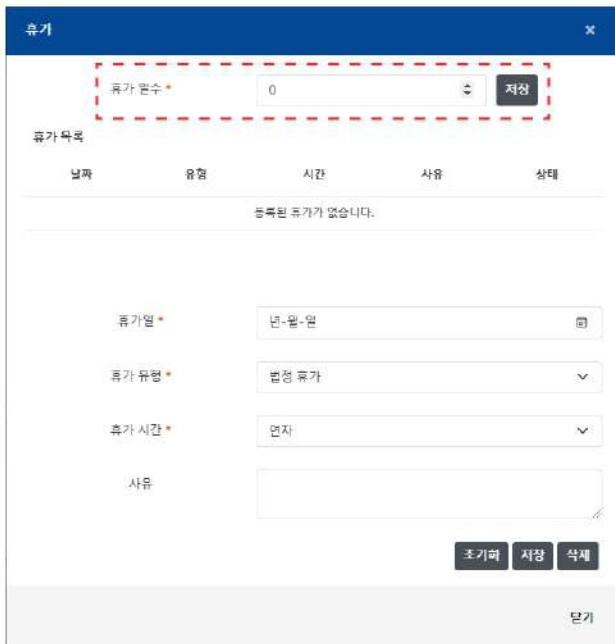 휴가 ×
휴가 일수 * 0 저장
휴가 목록
날짜 유형 시간 사유 상태
등록된 휴가가 없습니다.
휴가일 * 년-월-일
휴가 유형 * 법정 휴가
휴가 시간 * 연차
사유
초기화 저장 삭제
닫기